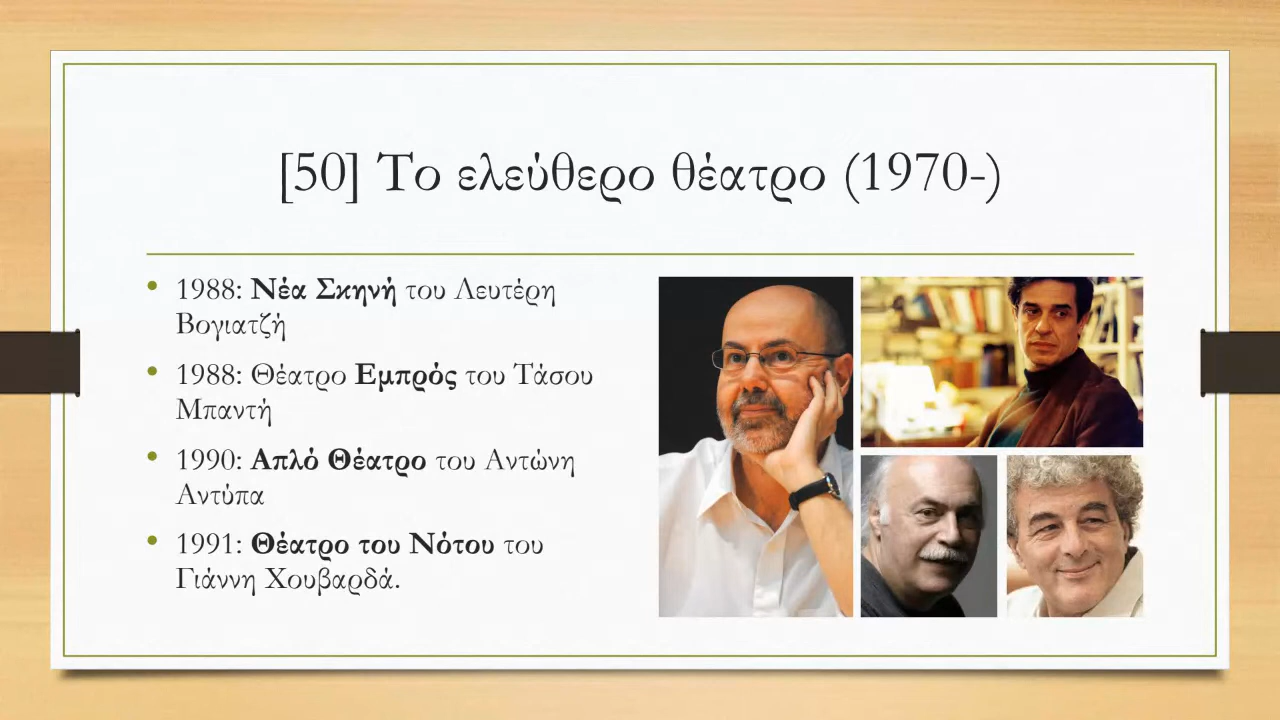 [50] Το ελεύθερο θέατρο (1970-)
• 1988: Νέα Σκηνή του Λευτέρη
Βογιατζή
• 1988: Θέατρο Εμπρός του Τάσου
Μπαντή
• 1990: Απλό Θέατρο του Αντώνη
Αντύπα
• 1991: Θέατρο του Νότου του
Γιάννη Χουβαρδά.